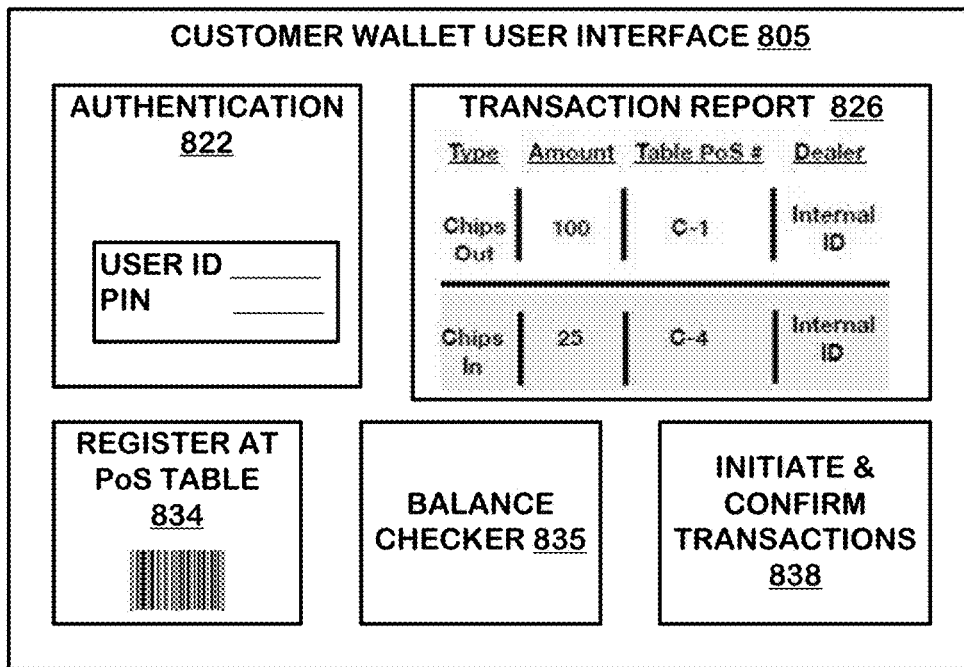 CUSTOMER WALLET USER INTERFACE 805
AUTHENTICATION
822
USER ID ______
PIN ______
TRANSACTION REPORT 826
Type Amount Table PoS # Dealer
Chips Out 100 C-1 Internal ID
Chips In 25 C-4 Internal ID
REGISTER AT
PoS TABLE
834
BALANCE
CHECKER 835
INITIATE &
CONFIRM
TRANSACTIONS
838